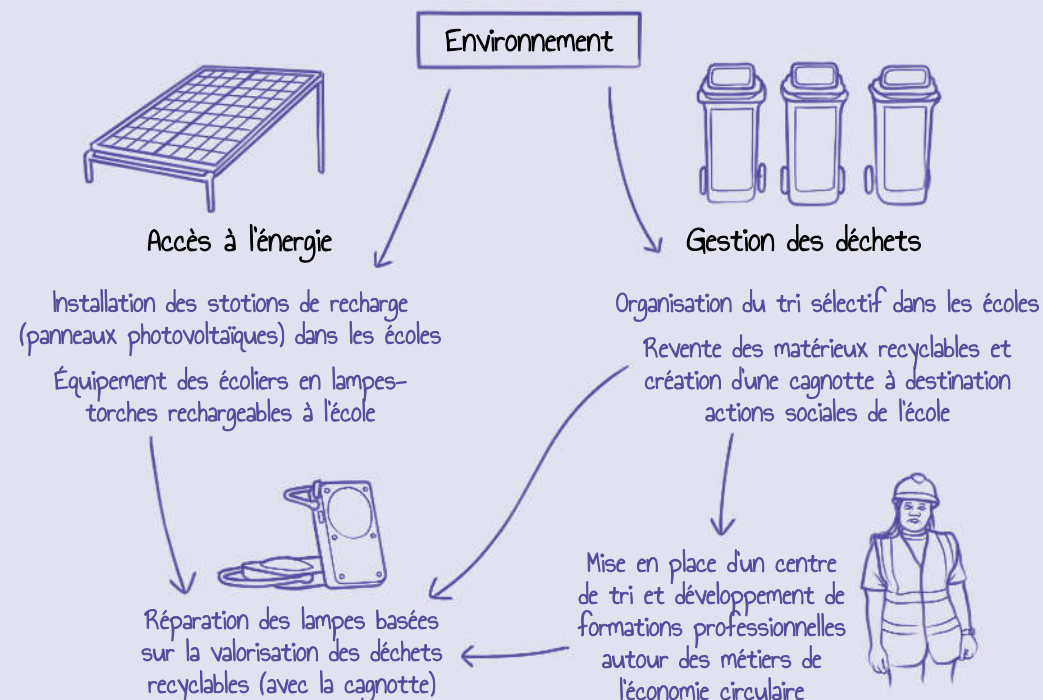 Environnement
Accès à l'énergie
Installation des stotions de recharge
(panneaux photovoltaïques) dans les écoles
Équipement des écoliers en lampes-
torches rechargeables à l'école
Gestion des déchets
Organisation du tri sélectif dans les écoles
Revente des matérieux recyclables et
création d'une cagnotte à destination
actions sociales de l'école
Réparation des lampes basées
sur la valorisation des déchets
recyclables (avec la cagnotte)
Mise en place d'un centre
de tri et développement de
formations professionnelles
autour des métiers de
l'économie circulaire